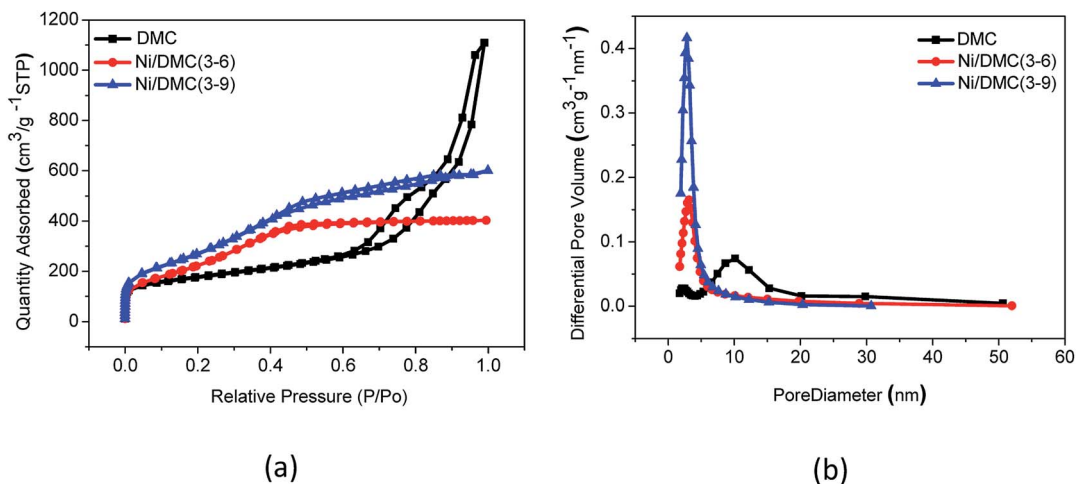 1200
1000
800
600
400
200
0
Quantity Adsorbed (cm³/g⁻¹STP)
DMC
Ni/DMC(3-6)
Ni/DMC(3-9)
0.0 0.2 0.4 0.6 0.8 1.0
Relative Pressure (P/Po)
(a)
0.4
0.3
0.2
0.1
0.0
Differential Pore Volume (cm³g⁻¹nm⁻¹)
DMC
Ni/DMC(3-6)
Ni/DMC(3-9)
0 10 20 30 40 50 60
PoreDiameter (nm)
(b)